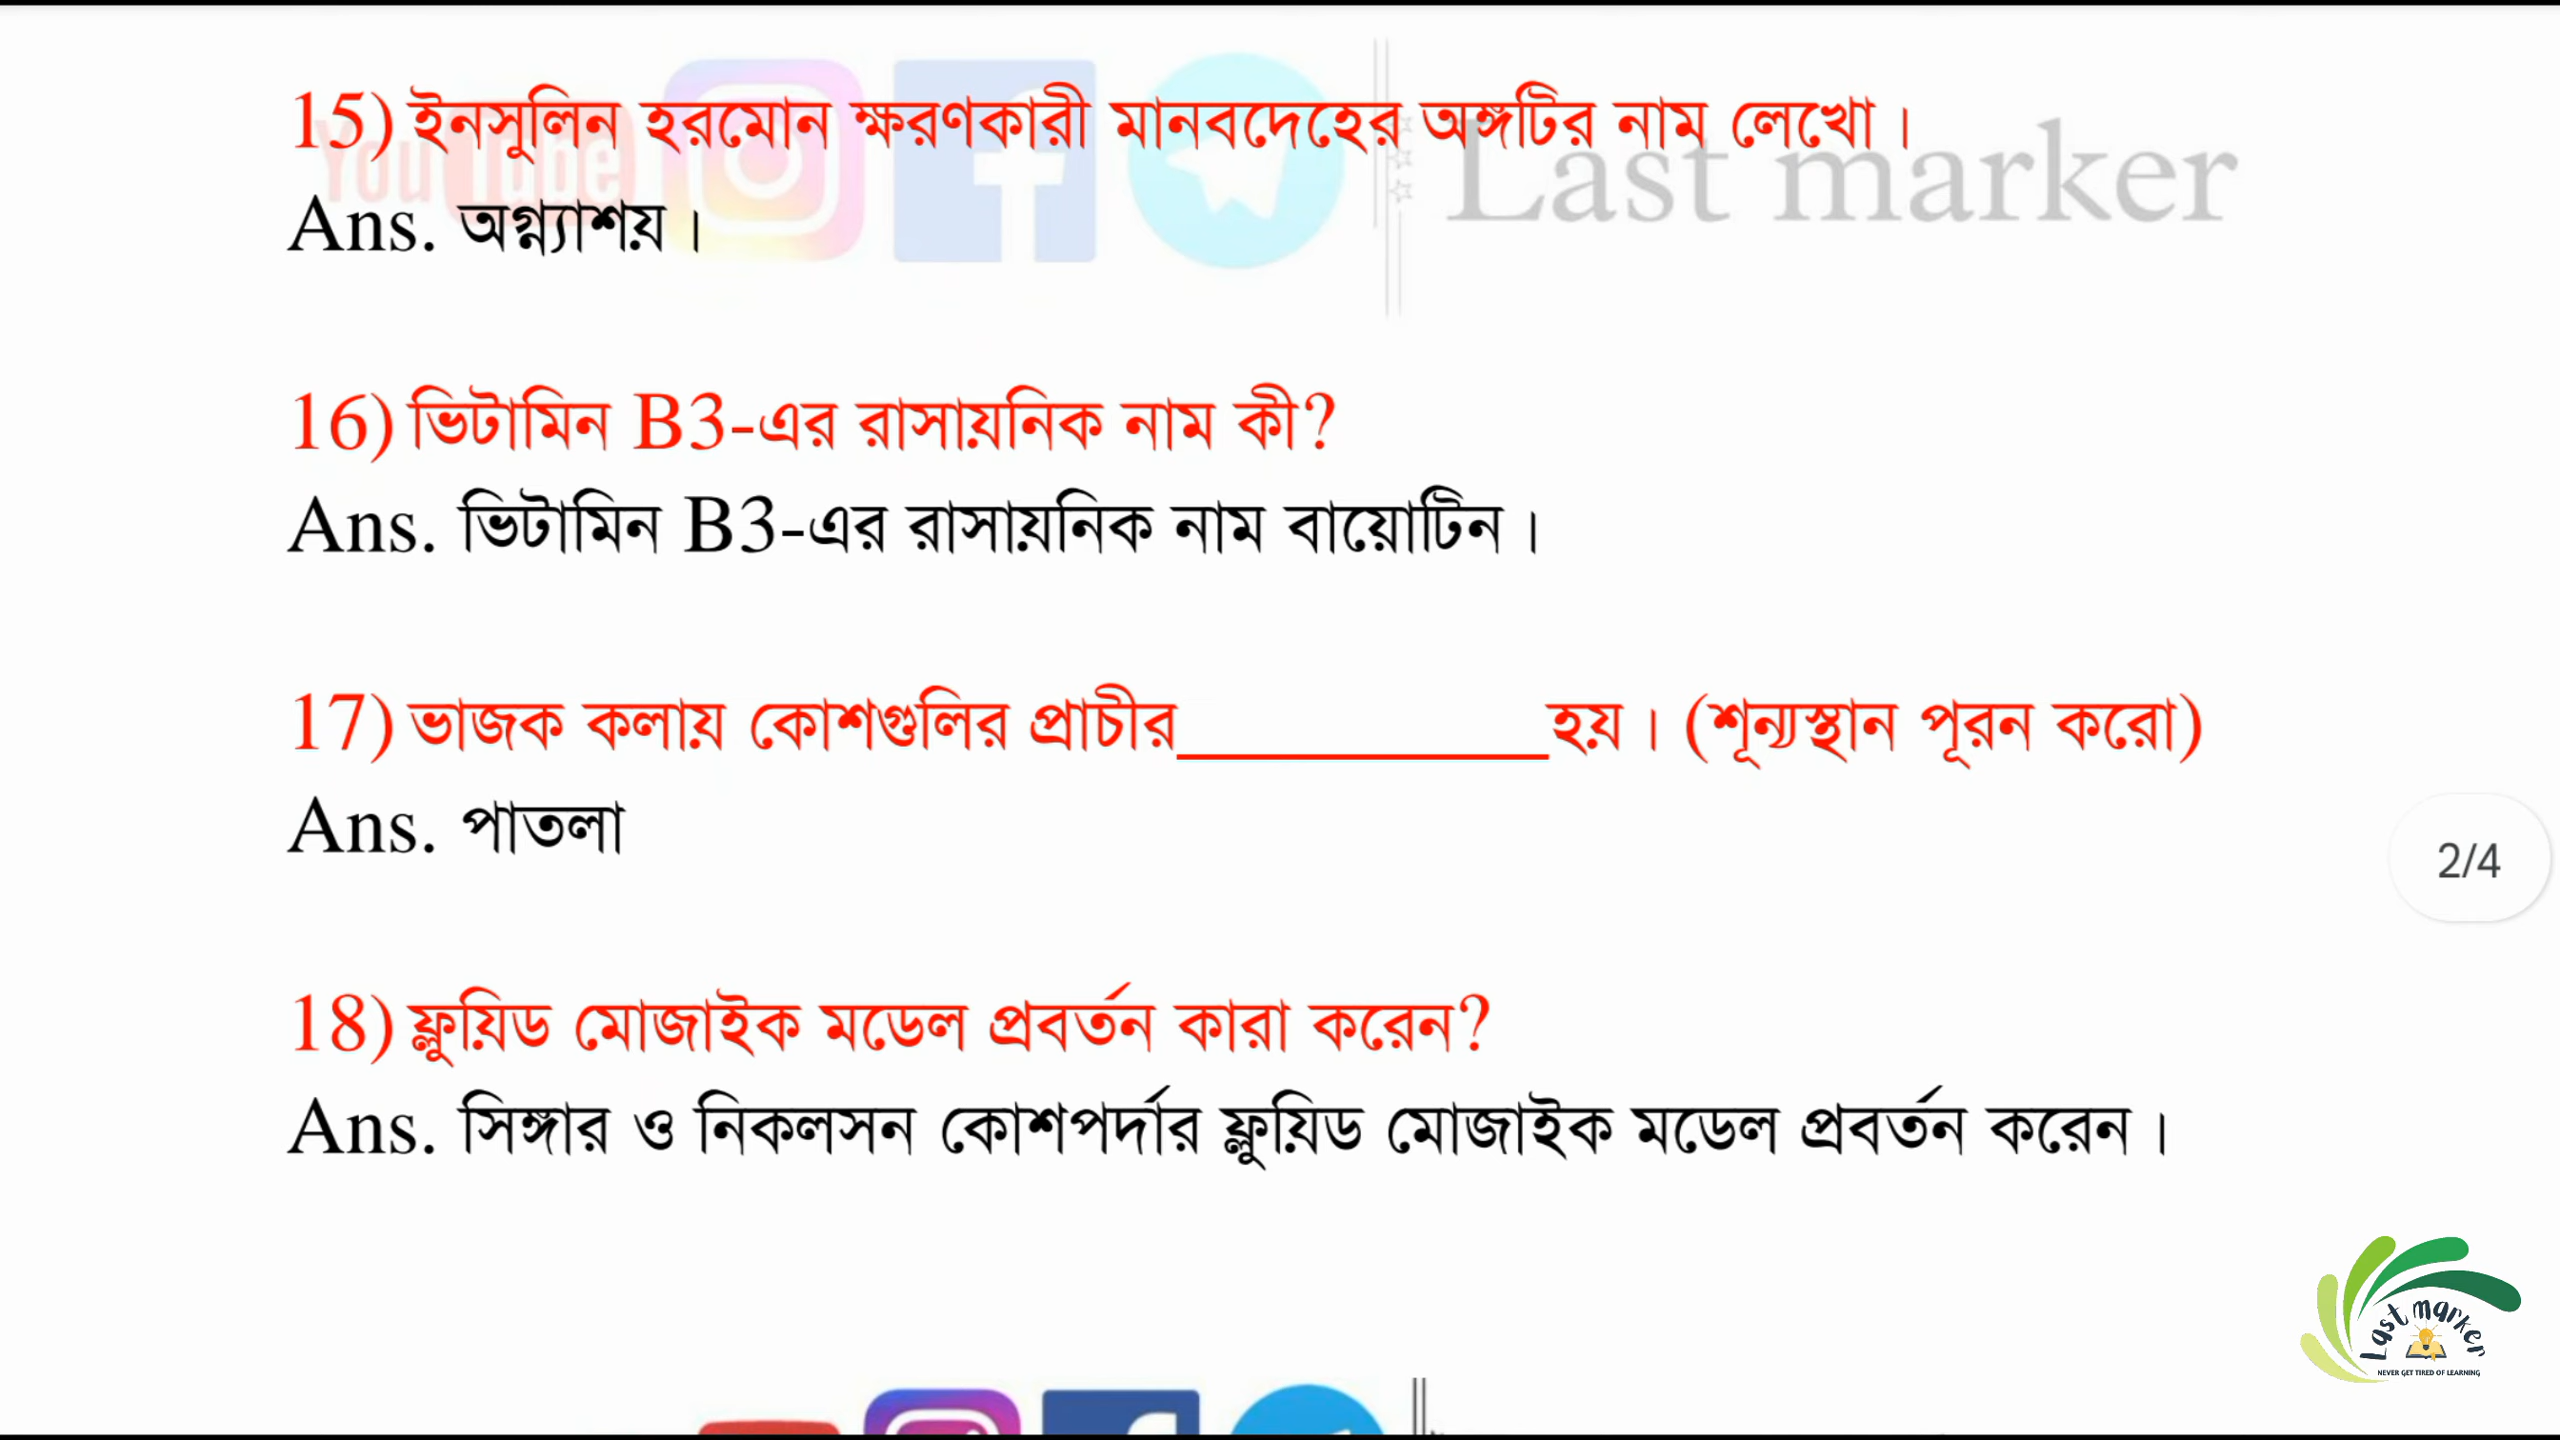 You Tube
Last marker
15) ইনসুলিন হরমোন ক্ষরণকারী মানবদেহের অঙ্গটির নাম লেখো।
Ans. অগ্ন্যাশয়।
16) ভিটামিন B3-এর রাসায়নিক নাম কী?
Ans. ভিটামিন B3-এর রাসায়নিক নাম বায়োটিন।
17) ভাজক কলায় কোশগুলির প্রাচীর__________হয়। (শূন্যস্থান পূরন করো)
Ans. পাতলা
2/4
18) ফ্লুয়িড মোজাইক মডেল প্রবর্তন কারা করেন?
Ans. সিঙ্গার ও নিকলসন কোশপর্দার ফ্লুয়িড মোজাইক মডেল প্রবর্তন করেন।
Last marker
NEVER GET TIRED OF LEARNING